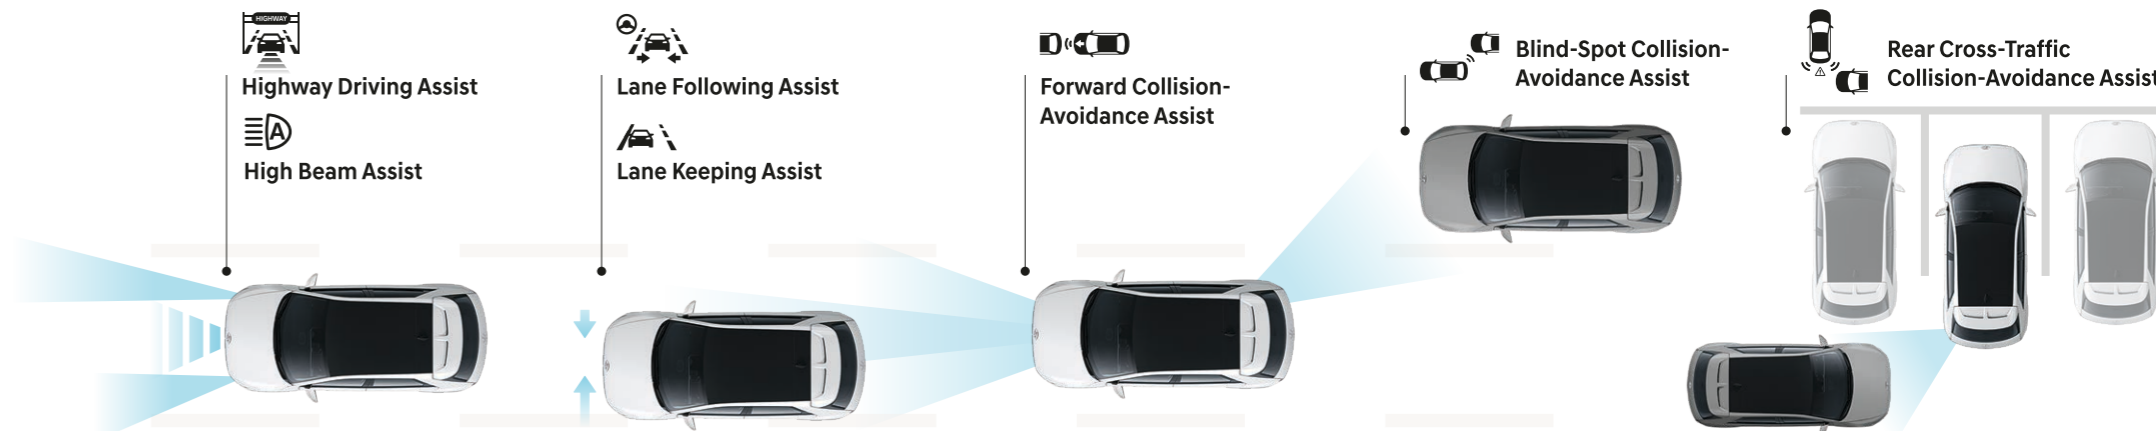 HIGHWAY
Highway Driving Assist
A
High Beam Assist
Lane Following Assist
Lane Keeping Assist
Forward Collision-
Avoidance Assist
Blind-Spot Collision-
Avoidance Assist
Rear Cross-Traffic
Collision-Avoidance Assist